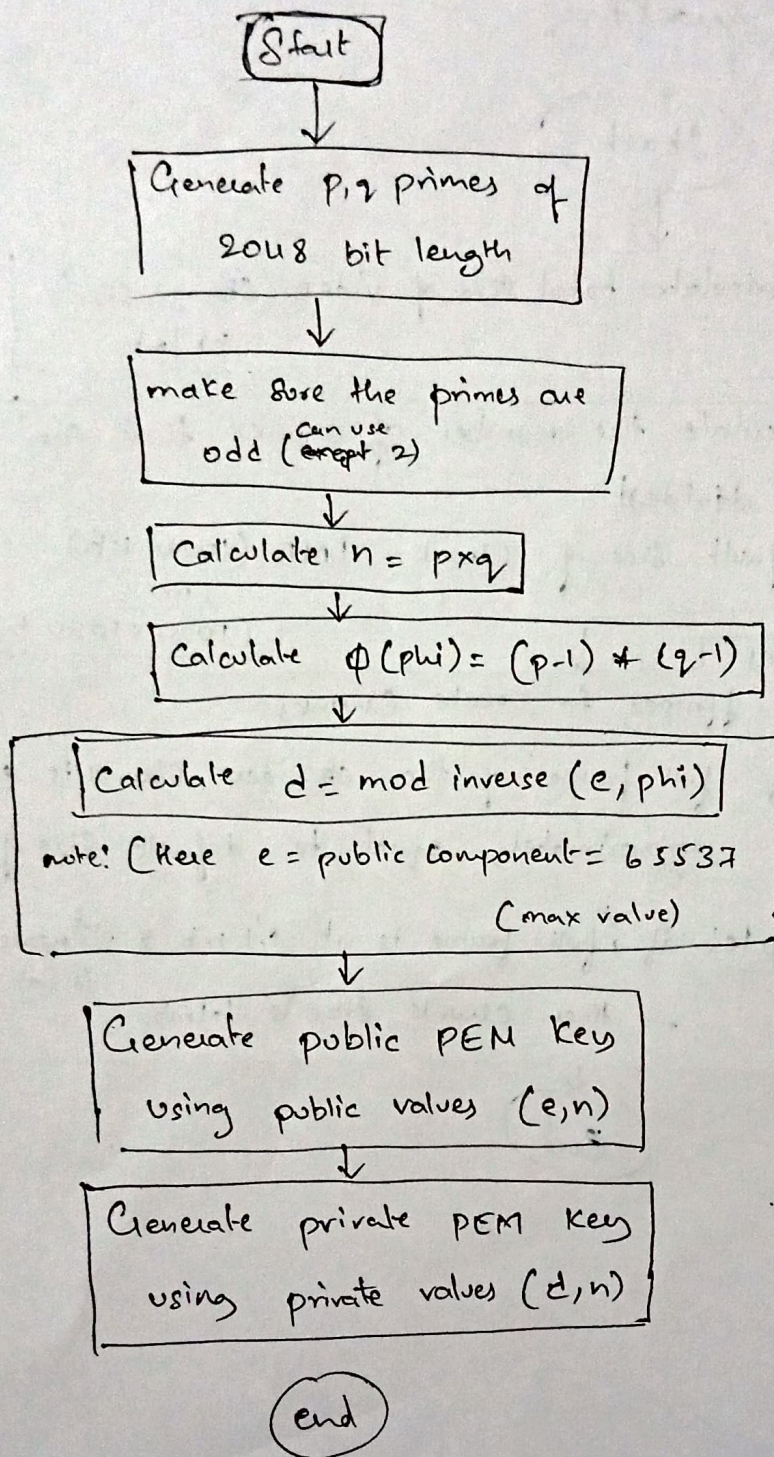 Start
Generate p,q primes of
2048 bit length
make sure the primes are
can use
odd (except, 2)
Calculate n = p×q
Calculate φ (phi) = (p-1) * (q-1)
Calculate d = mod inverse (e, phi)
note: (Here e = public component = 65537
(max value)
Generate public PEM Key
using public values (e,n)
Generate private PEM Key
using private values (d,n)
end